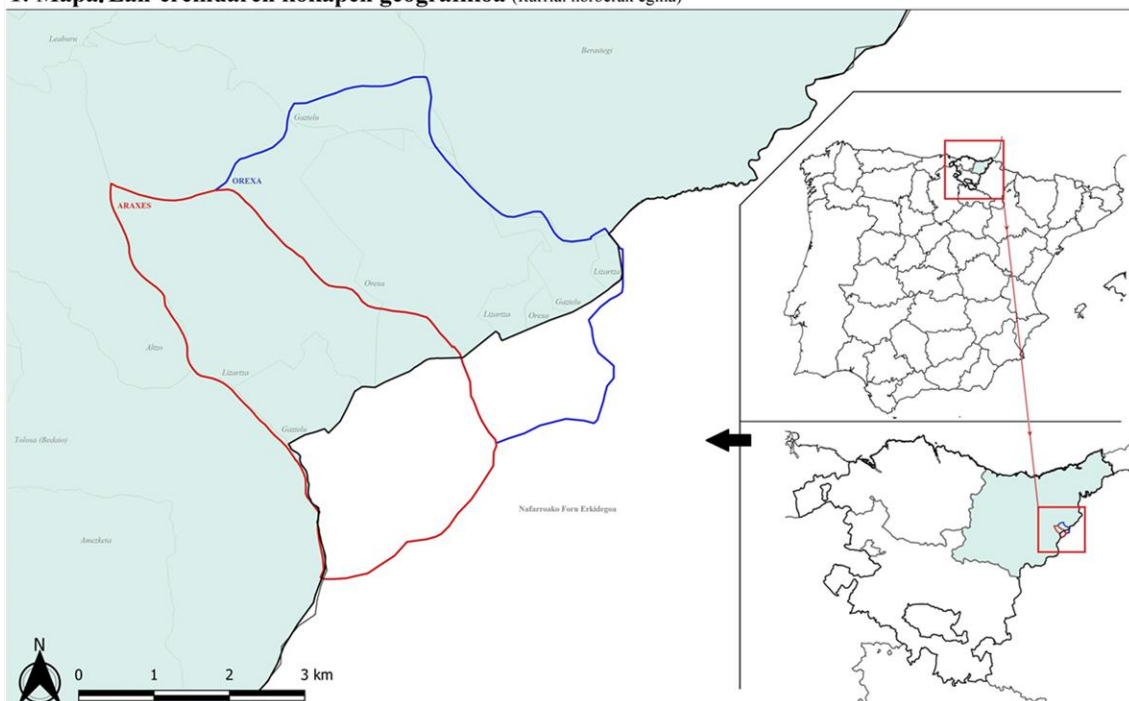 1. Mapa. Lan-eremuaren kokapen geografikoa (Iturria: norberak egina)
Leaburu
Berastegi
Gaztelu
OREXA
ARAXES
Lizartza
Orexa
Gaztelu
Lizartza
Orexa
Altzo
Lizartza
Gaztelu
Tolosa (Bedaio)
Nafarroako Foru Erkidegoa
Amezketa
N
0 1 2 3 km